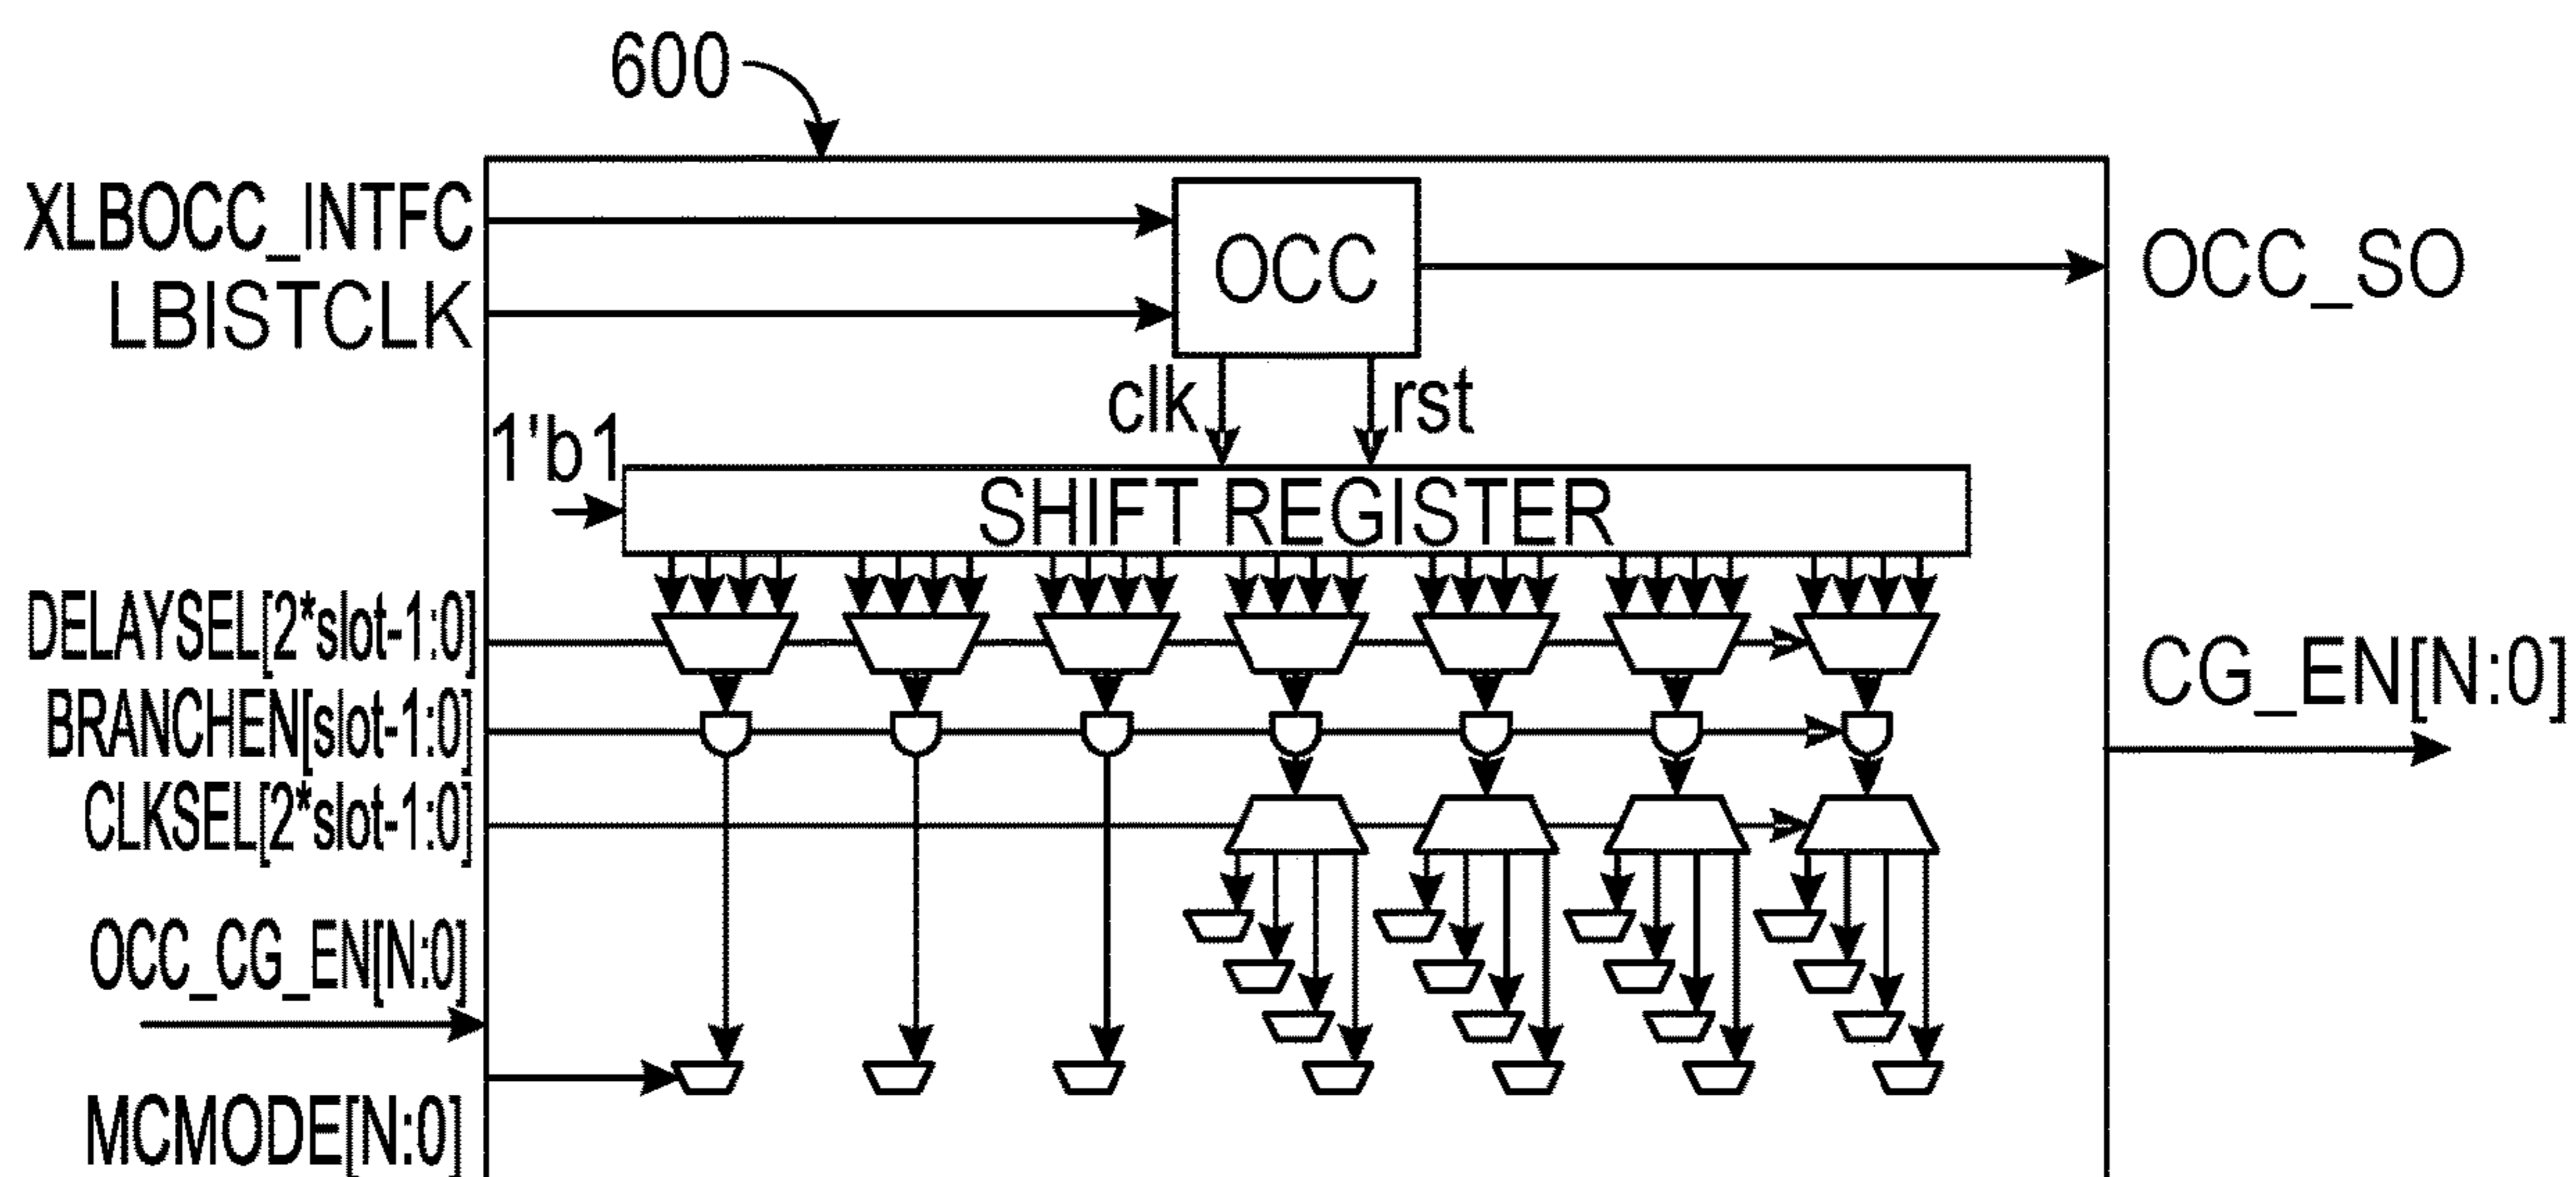 600
XLBOCC_INTFC
OCC
OCC_SO
LBISTCLK
clk
rst
1'b1
SHIFT REGISTER
DELAYSEL[2*slot-1:0]
CG_EN[N:0]
BRANCHEN[slot-1:0]
CLKSEL[2*slot-1:0]
OCC_CG_EN[N:0]
MCMODE[N:0]